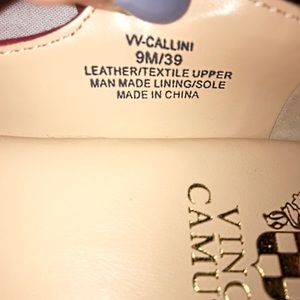 VV-CALLINI
9M/39
LEATHER/TEXTILE UPPER
MAN MADE LINING/SOLE
MADE IN CHINA
VINC
CAMU